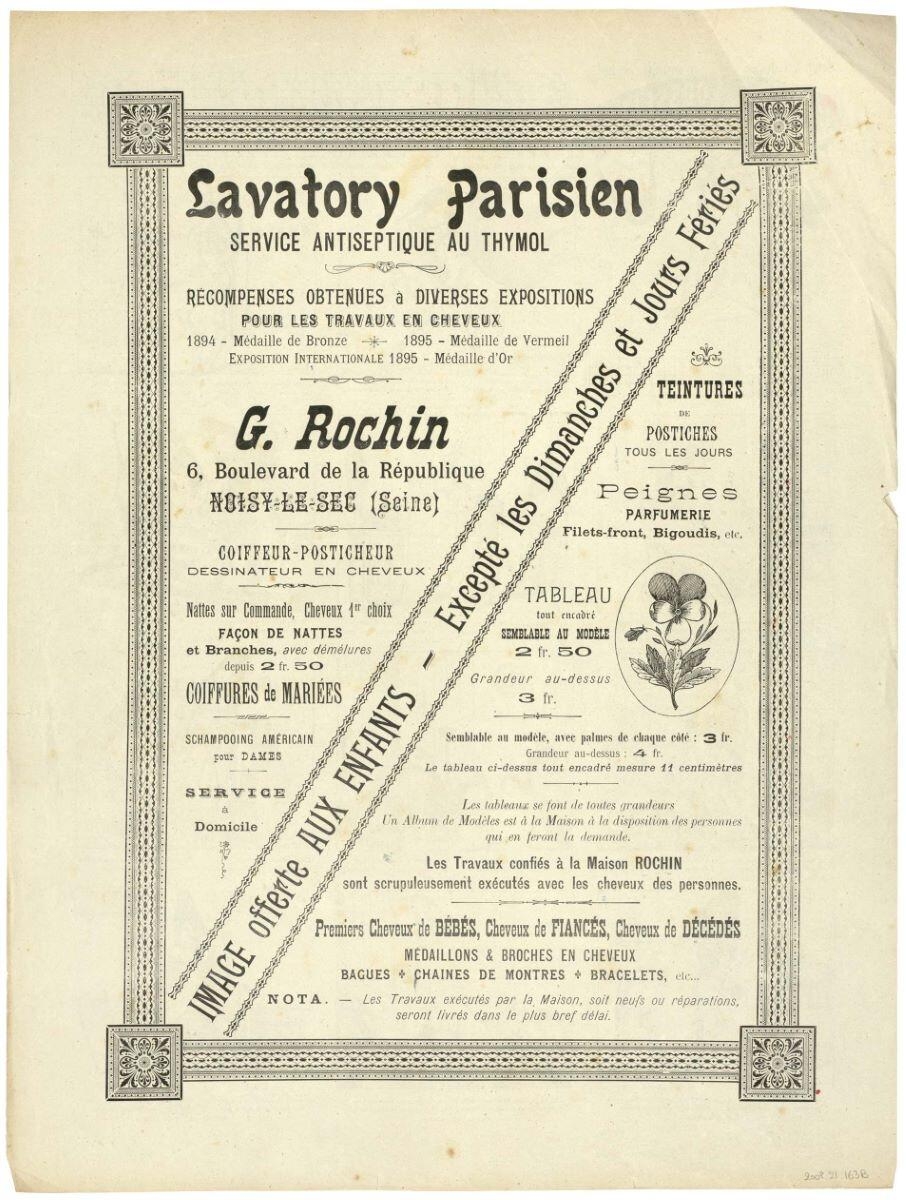 Lavatory Parisien
SERVICE ANTISEPTIQUE AU THYMOL
RÉCOMPENSES OBTENUES à DIVERSES EXPOSITIONS
POUR LES TRAVAUX EN CHEVEUX
1894 - Médaille de Bronze 1895 - Médaille de Vermeil
EXPOSITION INTERNATIONALE 1895 - Médaille d'Or
G. Rochin
6, Boulevard de la République
NOISY-LE-SEC (Seine)
COIFFEUR-POSTICHEUR
DESSINATEUR EN CHEVEUX
Nattes sur Commande, Cheveux 1er choix
FAÇON DE NATTES
et Branches, avec démélures
depuis 2 fr. 50
COIFFURES de MARIÉES
SCHAMPOOING AMÉRICAIN
pour DAMES
SERVICE
à
Domicile
IMAGE offerte AUX ENFANTS - Excepté les Dimanches et Jours Fériés
TEINTURES
DE
POSTICHES
TOUS LES JOURS
Peignes
PARFUMERIE
Filets-front, Bigoudis, etc.
TABLEAU
tout encadré
SEMBLABLE AU MODÈLE
2 fr. 50
Grandeur au-dessus
3 fr.
Semblable au modèle, avec palmes de chaque côté : 3 fr.
Grandeur au-dessus : 4 fr.
Le tableau ci-dessus tout encadré mesure 11 centimètres
Les tableaux se font de toutes grandeurs
Un Album de Modèles est à la Maison à la disposition des personnes
qui en feront la demande.
Les Travaux confiés à la Maison ROCHIN
sont scrupuleusement exécutés avec les cheveux des personnes.
Premiers Cheveux de BÉBÉS, Cheveux de FIANCÉS, Cheveux de DÉCÉDÉS
MÉDAILLONS & BROCHES EN CHEVEUX
BAGUES + CHAINES DE MONTRES + BRACELETS, etc...
NOTA. — Les Travaux exécutés par la Maison, soit neufs ou réparations,
seront livrés dans le plus bref délai.
2008.21.163B